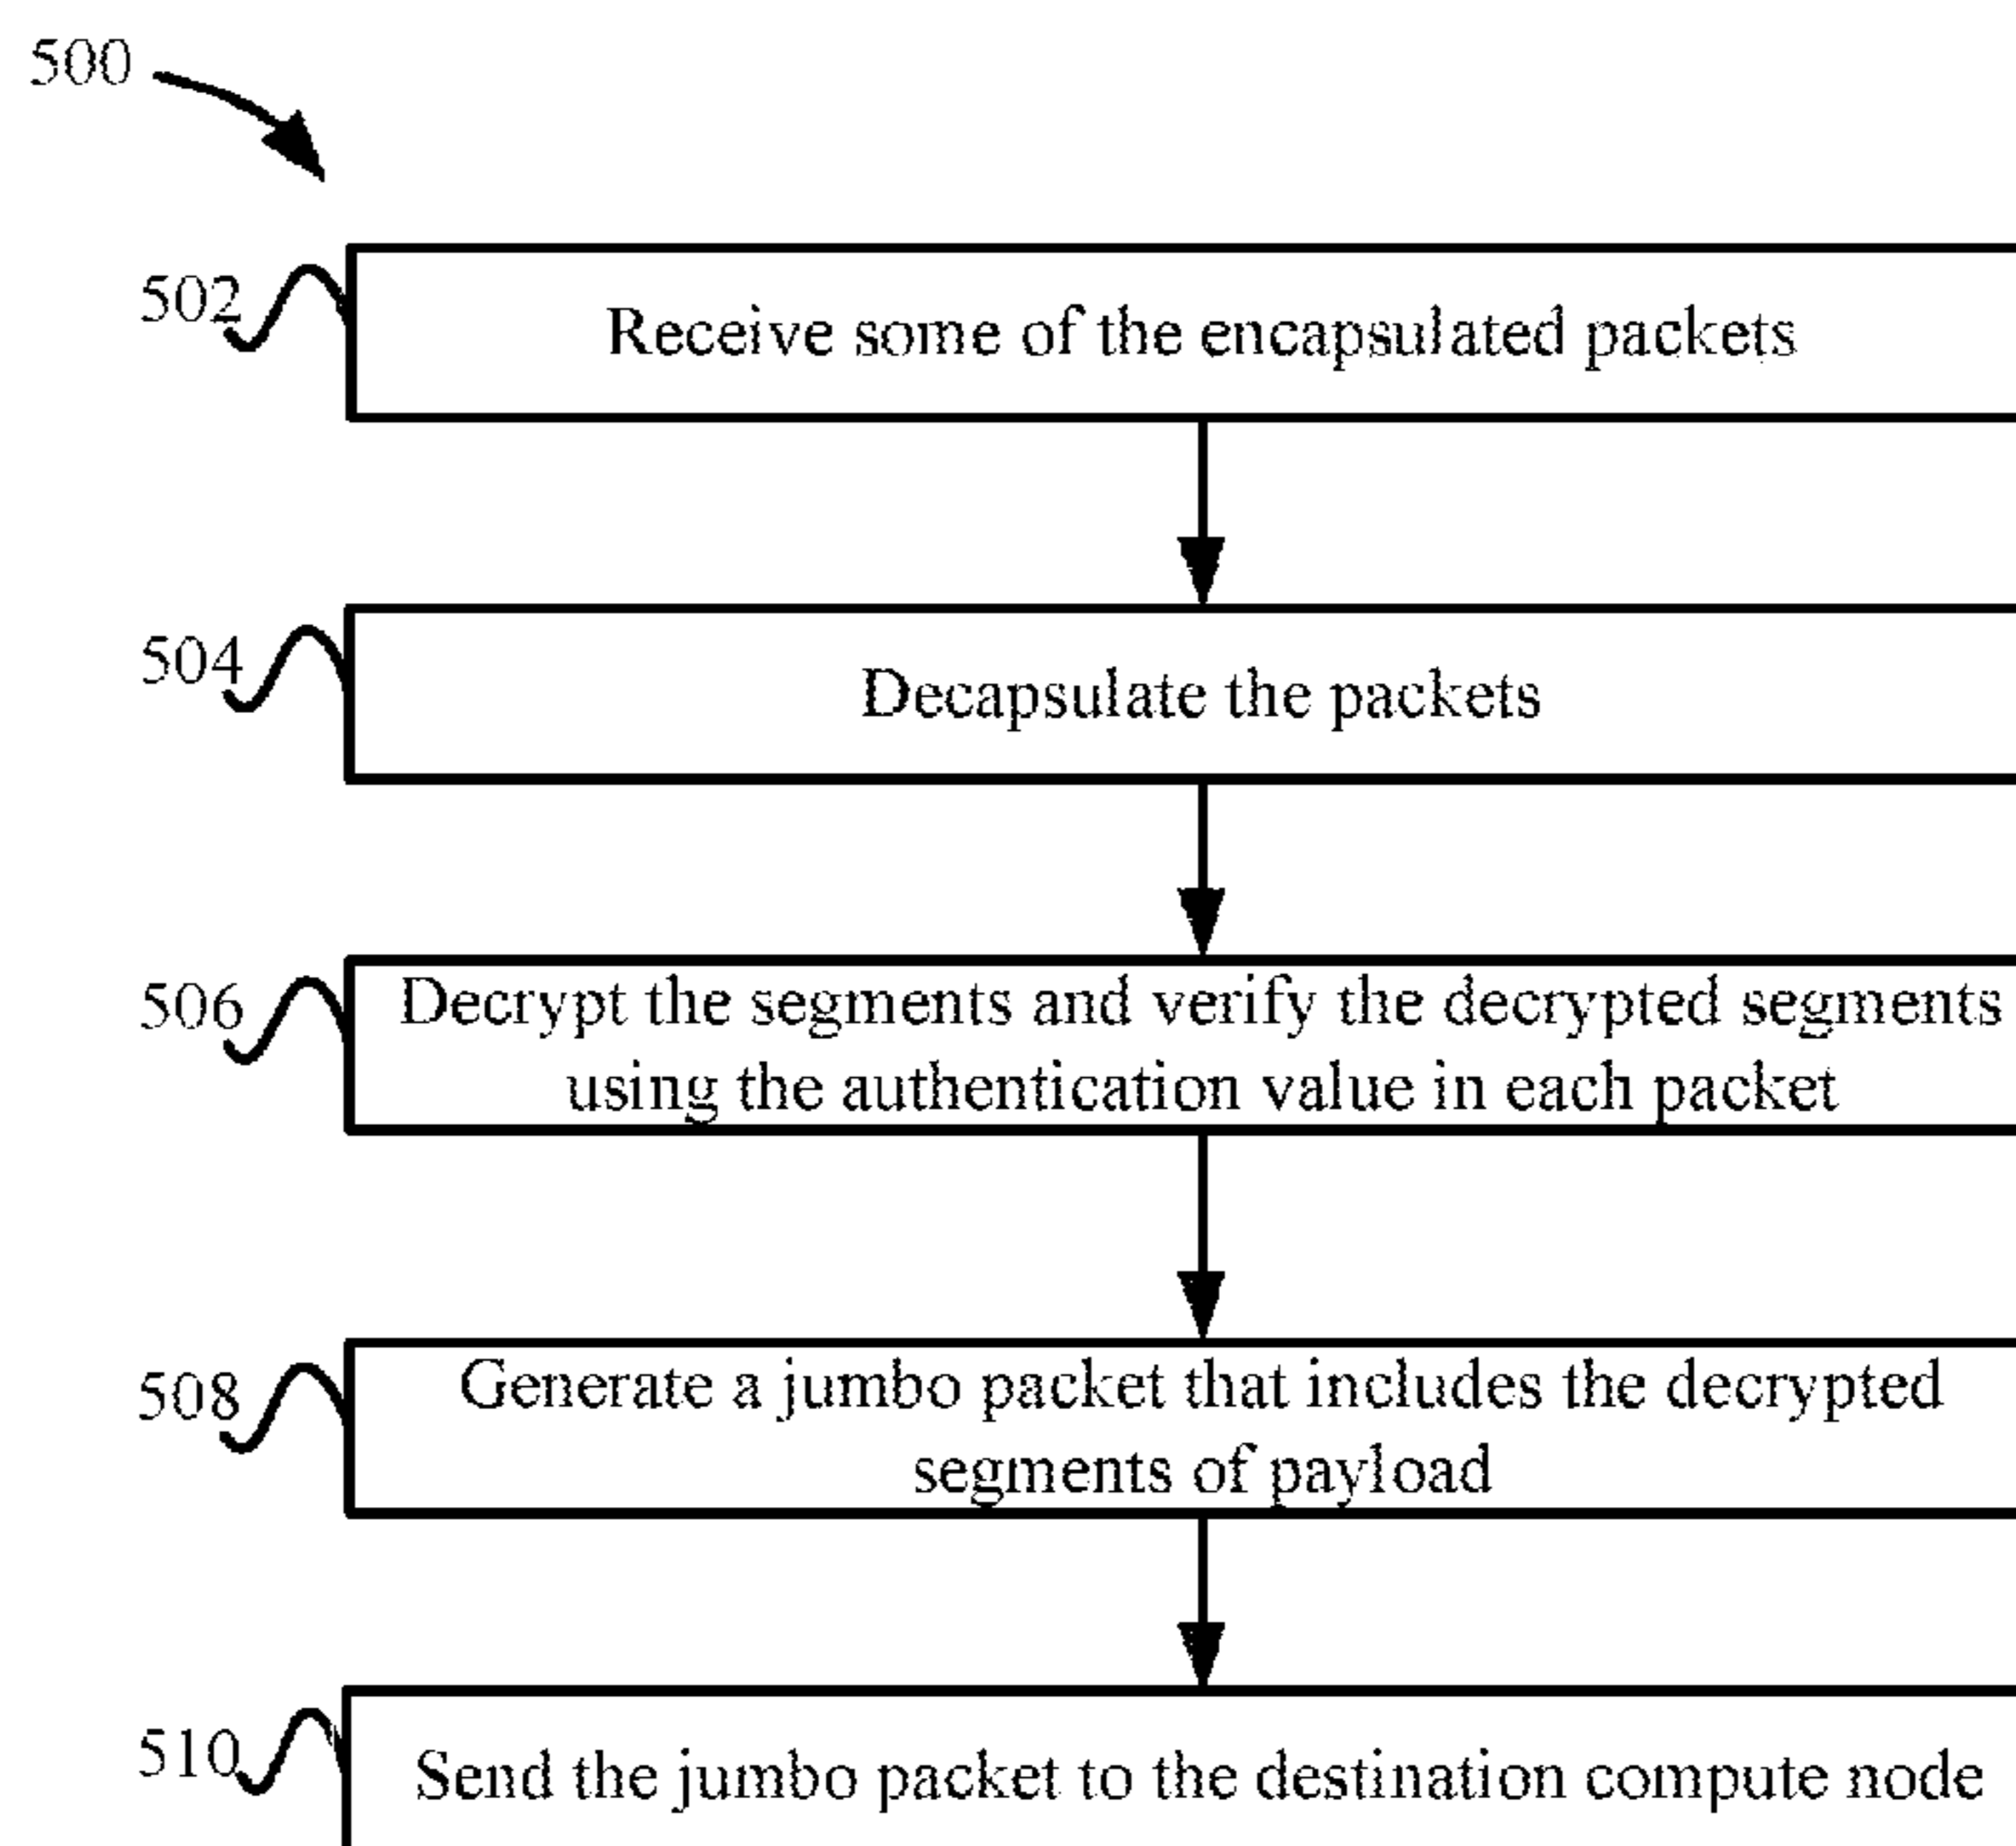 500
502
Receive some of the encapsulated packets
504
Decapsulate the packets
506
Decrypt the segments and verify the decrypted segments
using the authentication value in each packet
508
Generate a jumbo packet that includes the decrypted
segments of payload
510
Send the jumbo packet to the destination compute node